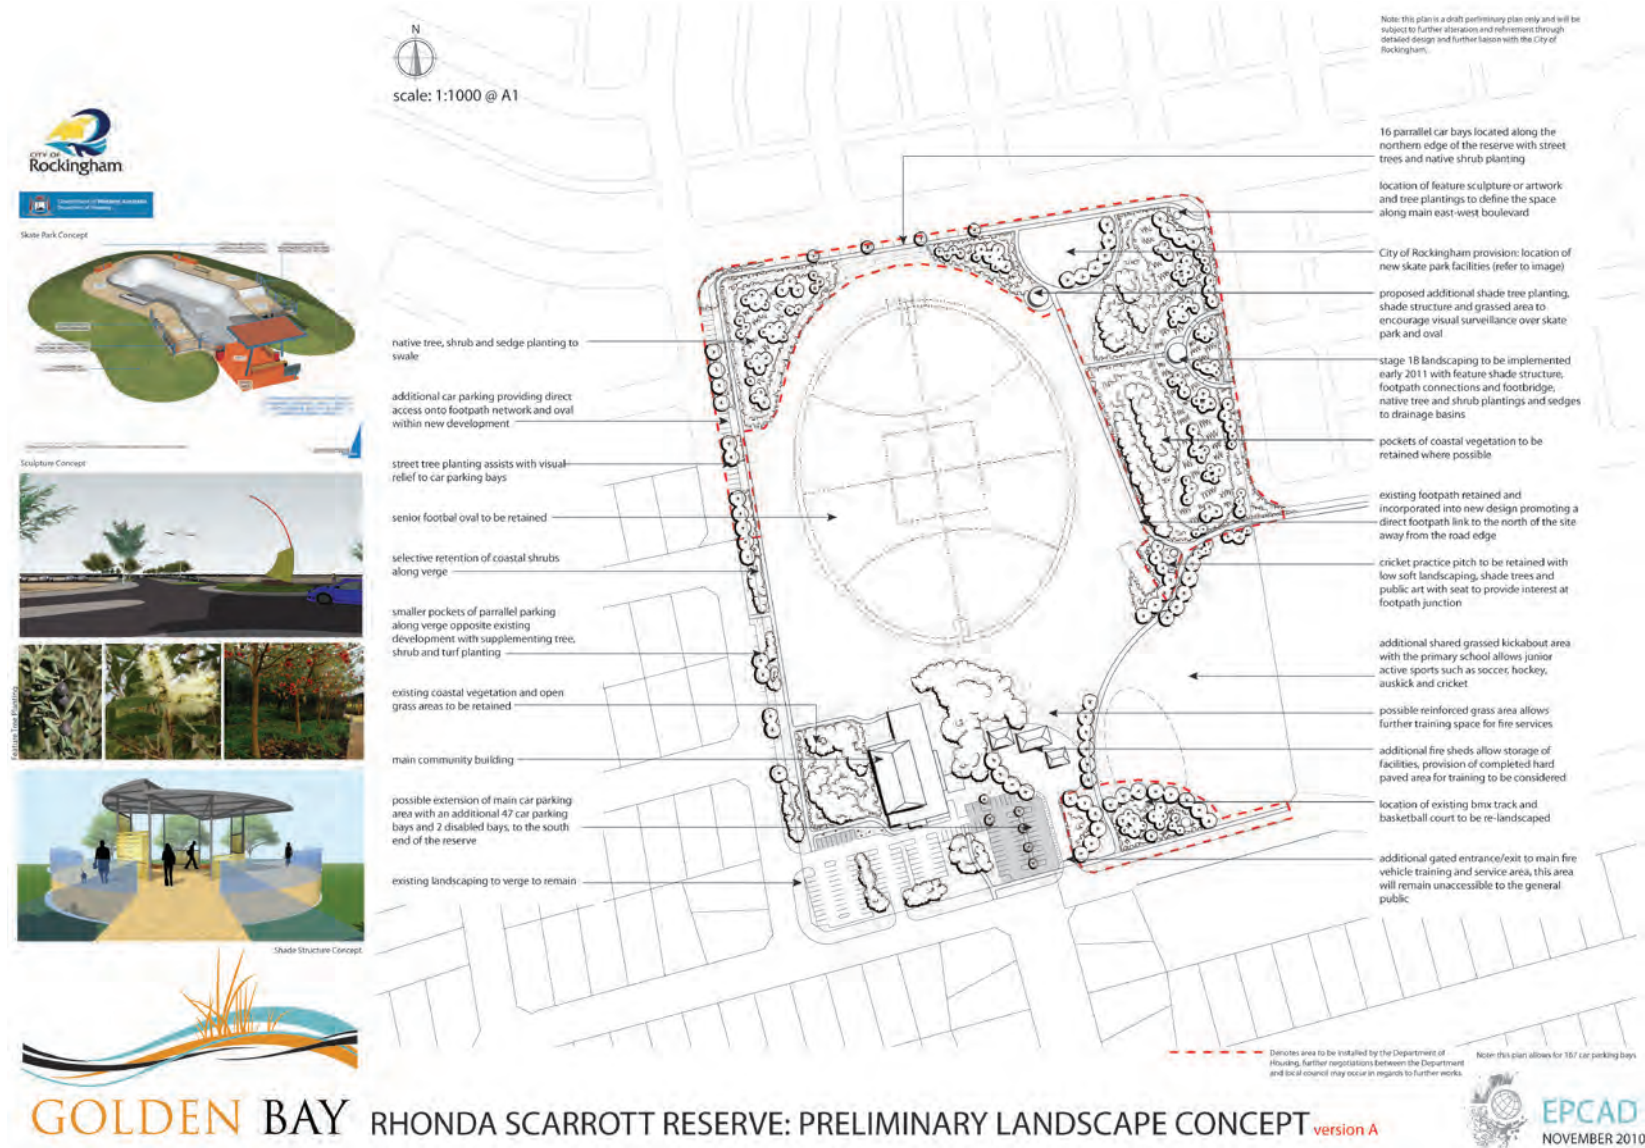 Note: this plan is a draft perliminary plan only and will be
subject to further alteration and refinement through
detailed design and further liaison with the City of
Rockingham.
N
scale: 1:1000 @ A1
CITY OF
Rockingham
Skate Park Concept
Sculpture Concept
Feature Tree Planting
Shade Structure Concept
native tree, shrub and sedge planting to
swale
additional car parking providing direct
access onto footpath network and oval
within new development
street tree planting assists with visual
relief to car parking bays
senior footbal oval to be retained
selective retention of coastal shrubs
along verge
smaller pockets of parrallel parking
along verge opposite existing
development with supplementing tree,
shrub and turf planting
existing coastal vegetation and open
grass areas to be retained
main community building
possible extension of main car parking
area with an additional 47 car parking
bays and 2 disabled bays, to the south
end of the reserve
existing landscaping to verge to remain
16 parrallel car bays located along the
northern edge of the reserve with street
trees and native shrub planting
location of feature sculpture or artwork
and tree plantings to define the space
along main east-west boulevard
City of Rockingham provision: location of
new skate park facilities (refer to image)
proposed additional shade tree planting,
shade structure and grassed area to
encourage visual surveillance over skate
park and oval
stage 1B landscaping to be implemented
early 2011 with feature shade structure,
footpath connections and footbridge,
native tree and shrub plantings and sedges
to drainage basins
pockets of coastal vegetation to be
retained where possible
existing footpath retained and
incorporated into new design promoting a
direct footpath link to the north of the site
away from the road edge
cricket practice pitch to be retained with
low soft landscaping, shade trees and
public art with seat to provide interest at
footpath junction
additional shared grassed kickabout area
with the primary school allows junior
active sports such as soccer, hockey,
auskick and cricket
possible reinforced grass area allows
further training space for fire services
additional fire sheds allow storage of
facilities, provision of completed hard
paved area for training to be considered
location of existing bmx track and
basketball court to be re-landscaped
additional gated entrance/exit to main fire
vehicle training and service area, this area
will remain unaccessible to the general
public
Denotes area to be installed by the Department of
Housing, further negotiations between the Department
and local council may occur in regards to further works.
Note: this plan allows for 167 car parking bays
GOLDEN BAY
RHONDA SCARROTT RESERVE: PRELIMINARY LANDSCAPE CONCEPT version A
EPCAD
NOVEMBER 2010